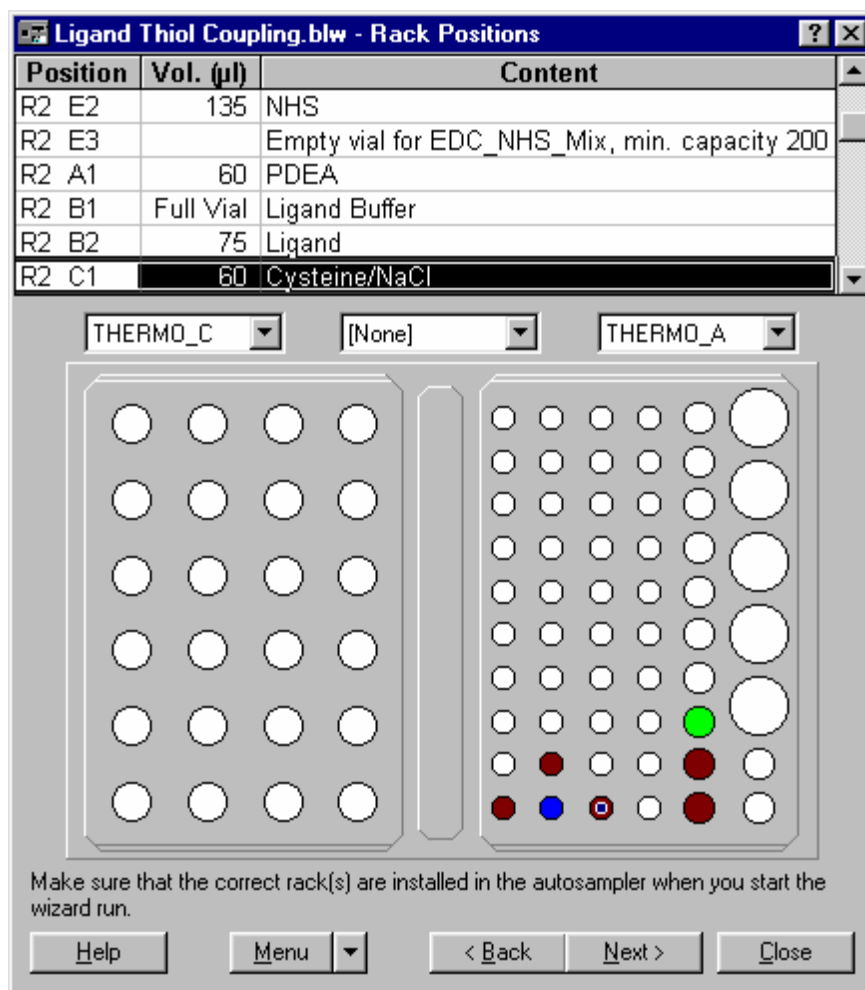 Ligand Thiol Coupling.blw - Rack Positions
Position Vol. (µl) Content
R2 E2 135 NHS
R2 E3 Empty vial for EDC_NHS_Mix, min. capacity 200
R2 A1 60 PDEA
R2 B1 Full Vial Ligand Buffer
R2 B2 75 Ligand
R2 C1 60 Cysteine/NaCl
THERMO_C [None] THERMO_A
Make sure that the correct rack(s) are installed in the autosampler when you start the
wizard run.
Help Menu < Back Next > Close